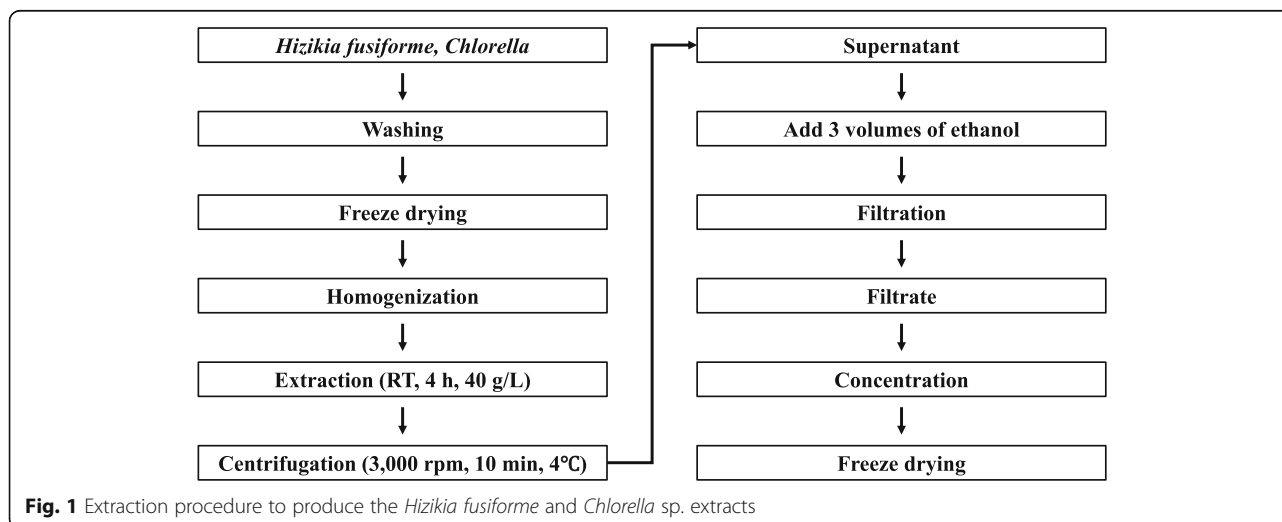 Hizikia fusiforme, Chlorella
Washing
Freeze drying
Homogenization
Extraction (RT, 4 h, 40 g/L)
Centrifugation (3,000 rpm, 10 min, 4℃)
Supernatant
Add 3 volumes of ethanol
Filtration
Filtrate
Concentration
Freeze drying
Fig. 1 Extraction procedure to produce the Hizikia fusiforme and Chlorella sp. extracts